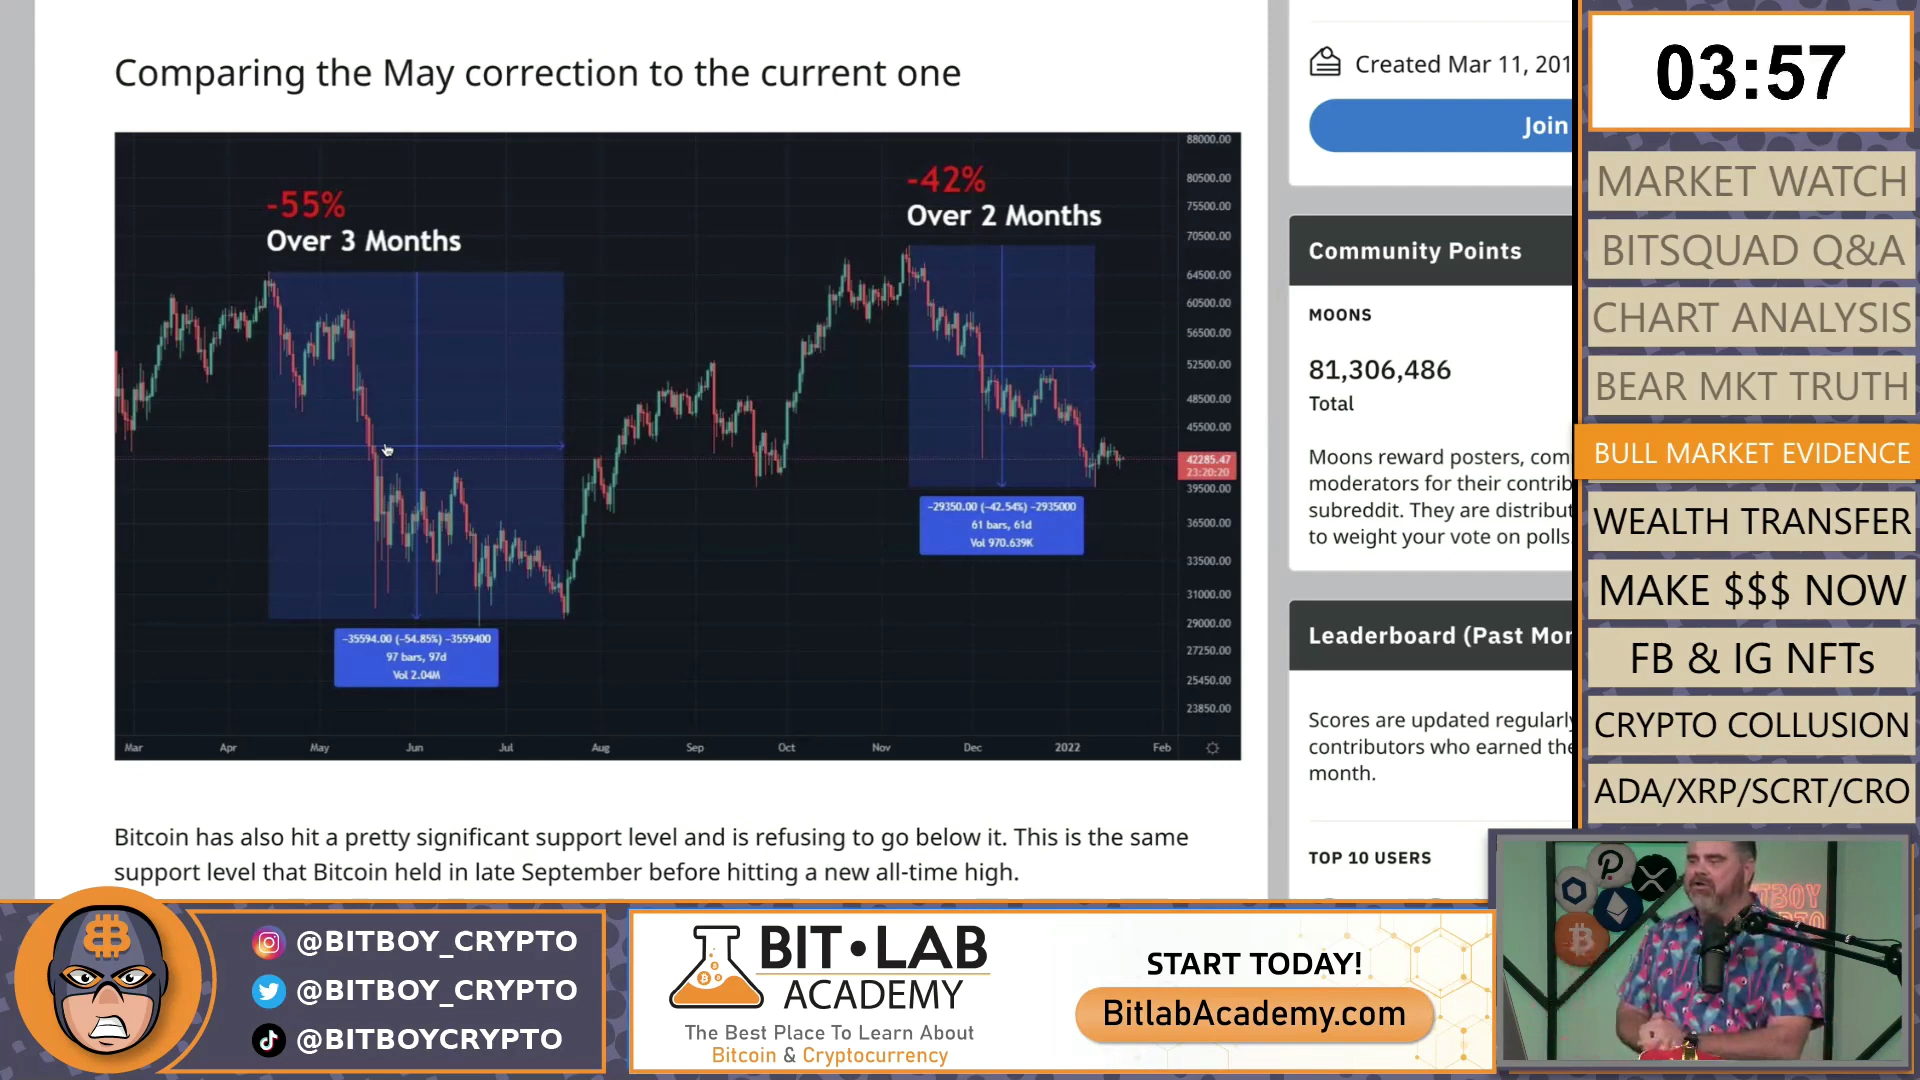 Comparing the May correction to the current one
-55%
Over 3 Months
-42%
Over 2 Months
88000.00
80500.00
75500.00
70500.00
64500.00
60500.00
56500.00
52500.00
48500.00
45500.00
42285.47
23:20:20
39500.00
36500.00
33500.00
31000.00
29000.00
27250.00
25450.00
23850.00
−29350.00 (−42.54%) −2935000
61 bars, 61d
Vol 970.639K
−35594.00 (−54.85%) −3559400
97 bars, 97d
Vol 2.04M
Mar Apr May Jun Jul Aug Sep Oct Nov Dec 2022 Feb
Bitcoin has also hit a pretty significant support level and is refusing to go below it. This is the same
support level that Bitcoin held in late September before hitting a new all-time high.
Created Mar 11, 201
Join
Community Points
MOONS
81,306,486
Total
Moons reward posters, com
moderators for their contrib
subreddit. They are distribut
to weight your vote on polls.
Leaderboard (Past Mor
Scores are updated regularly
contributors who earned the
month.
TOP 10 USERS
03:57
MARKET WATCH
BITSQUAD Q&A
CHART ANALYSIS
BEAR MKT TRUTH
BULL MARKET EVIDENCE
WEALTH TRANSFER
MAKE $$$ NOW
FB & IG NFTs
CRYPTO COLLUSION
ADA/XRP/SCRT/CRO
@BITBOY_CRYPTO
@BITBOY_CRYPTO
@BITBOYCRYPTO
BIT•LAB
ACADEMY
The Best Place To Learn About
Bitcoin & Cryptocurrency
START TODAY!
BitlabAcademy.com